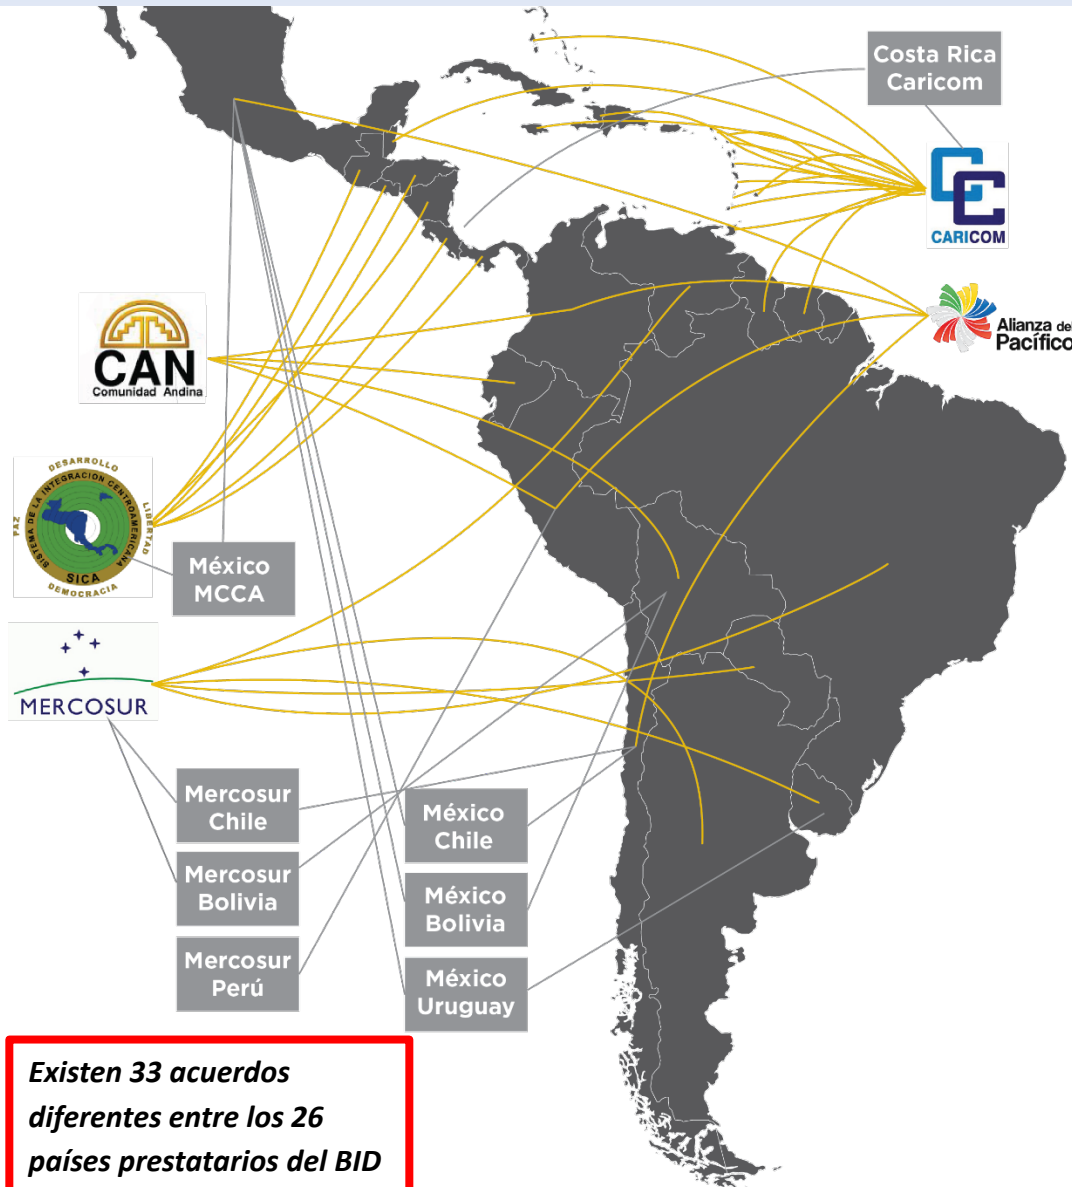 Costa Rica
Caricom
CARICOM
Alianza del
Pacífico
CAN
Comunidad Andina
DESARROLLO
PAZ
LIBERTAD
SISTEMA DE LA INTEGRACION CENTROAMERICANA
SICA
DEMOCRACIA
México
MCCA
MERCOSUR
Mercosur
Chile
Mercosur
Bolivia
Mercosur
Perú
México
Chile
México
Bolivia
México
Uruguay
Existen 33 acuerdos
diferentes entre los 26
países prestatarios del BID